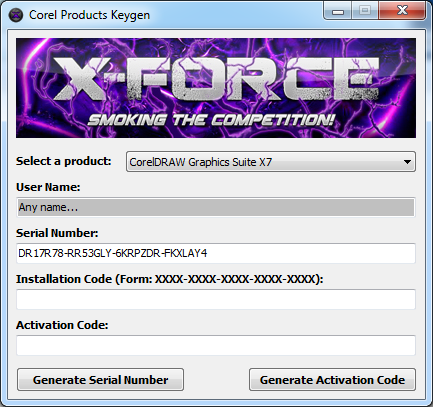 Corel Products Keygen
X-FORCE
SMOKING THE COMPETITION!
Select a product: CorelDRAW Graphics Suite X7
User Name:
Any name...
Serial Number:
DR17R78-RR53GLY-6KRPZDR-FKXLAY4
Installation Code (Form: XXXX-XXXX-XXXX-XXXX-XXXX):
Activation Code:
Generate Serial Number Generate Activation Code